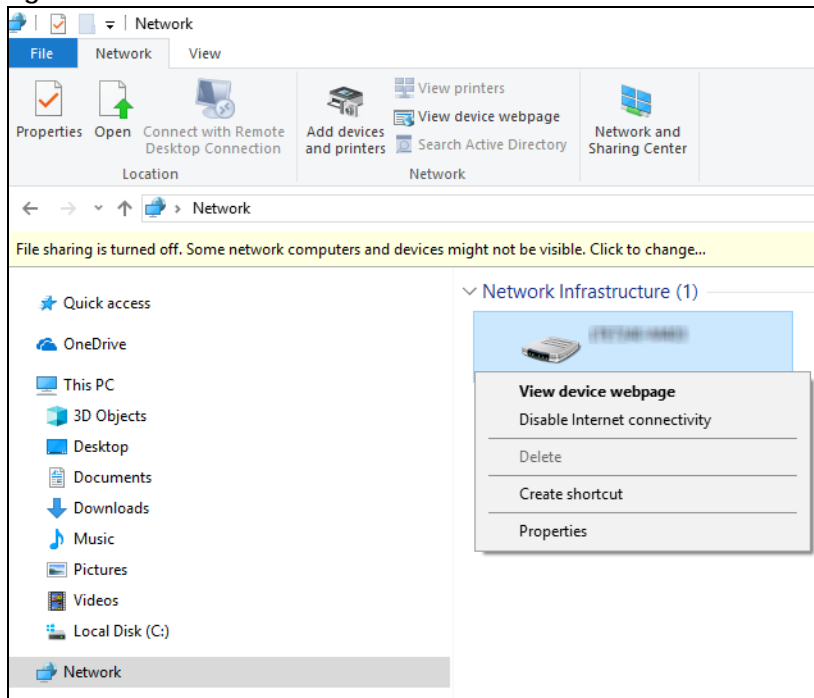 Network
File Network View
Properties Open Connect with Remote Desktop Connection
Location
Add devices and printers
View printers
View device webpage
Search Active Directory
Network
Network and Sharing Center
Network
File sharing is turned off. Some network computers and devices might not be visible. Click to change...
Quick access
OneDrive
This PC
3D Objects
Desktop
Documents
Downloads
Music
Pictures
Videos
Local Disk (C:)
Network
Network Infrastructure (1)
View device webpage
Disable Internet connectivity
Delete
Create shortcut
Properties